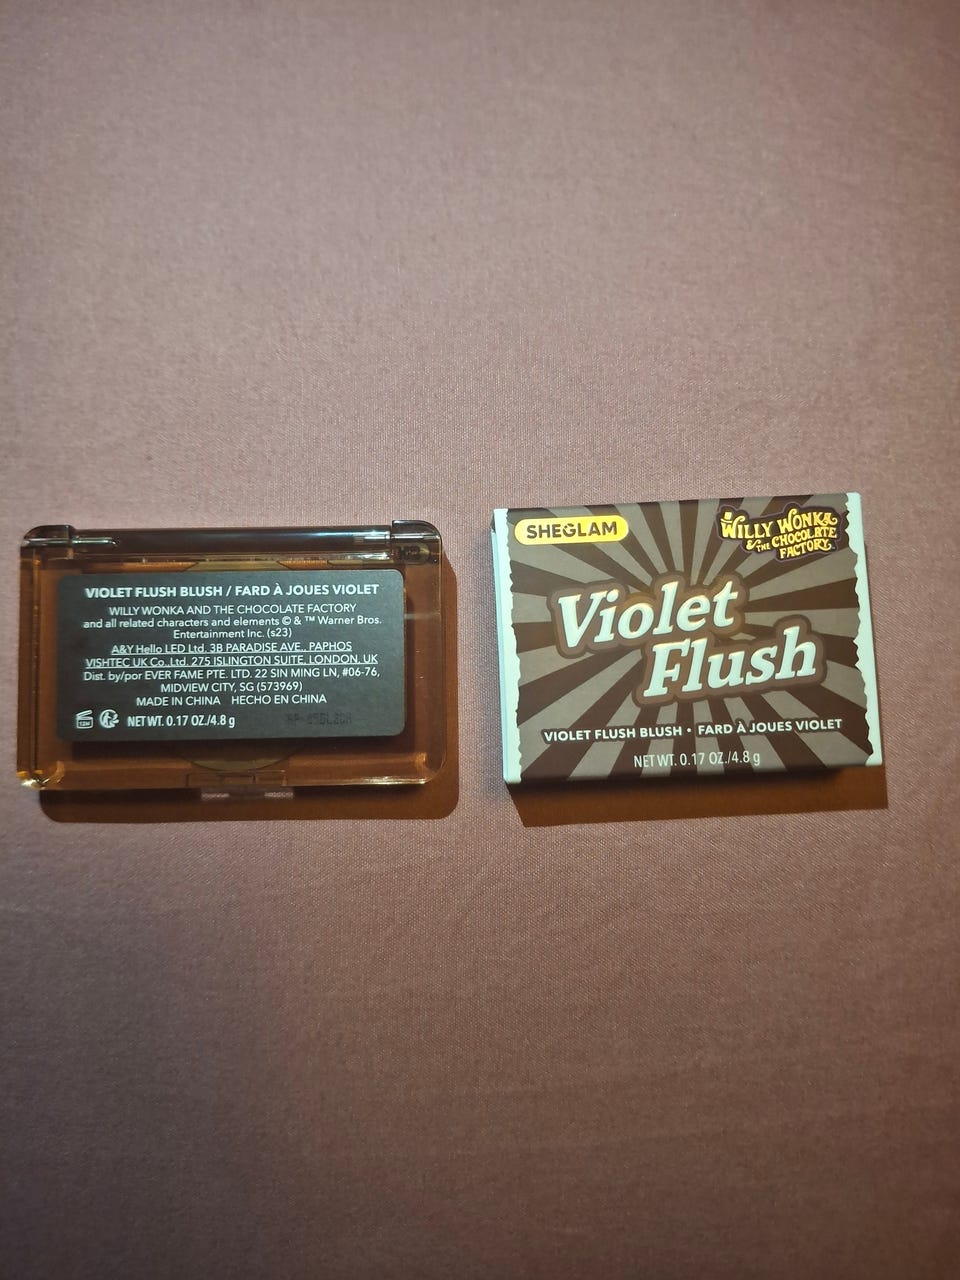 VIOLET FLUSH BLUSH / FARD À JOUES VIOLET
WILLY WONKA AND THE CHOCOLATE FACTORY
and all related characters and elements © & ™ Warner Bros.
Entertainment Inc. (s23)
A&Y Hello LED Ltd. 3B PARADISE AVE., PAPHOS
VISHTEC UK Co.,Ltd. 275 ISLINGTON SUITE, LONDON, UK
Dist. by/por EVER FAME PTE. LTD. 22 SIN MING LN, #06-76,
MIDVIEW CITY, SG (573969)
MADE IN CHINA HECHO EN CHINA
12M
NET WT. 0.17 OZ./4.8 g
SHEGLAM
WILLY WONKA
& THE CHOCOLATE
FACTORY
Violet
Flush
VIOLET FLUSH BLUSH • FARD À JOUES VIOLET
NET WT. 0.17 OZ./4.8 g